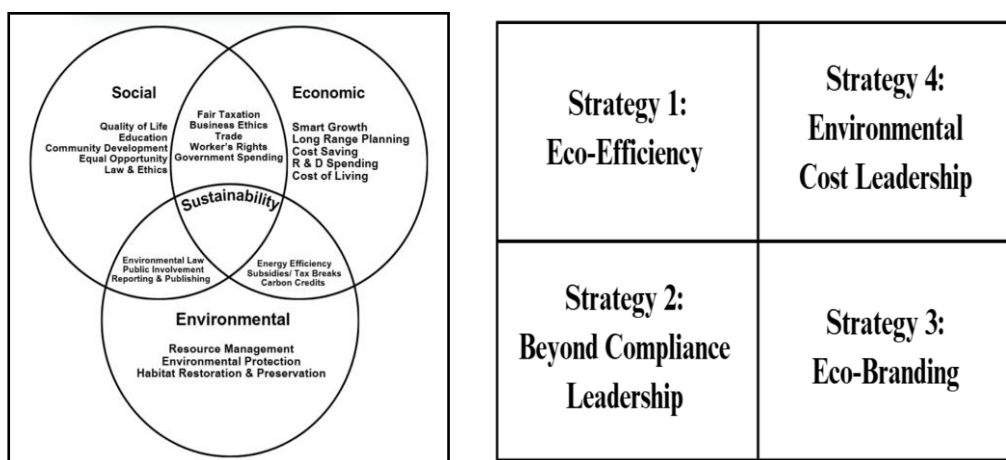 Social
Quality of Life
Education
Community Development
Equal Opportunity
Law & Ethics
Fair Taxation
Business Ethics
Trade
Worker's Rights
Government Spending
Economic
Smart Growth
Long Range Planning
Cost Saving
R & D Spending
Cost of Living
Sustainability
Environmental Law
Public Involvement
Reporting & Publishing
Energy Efficiency
Subsidies/ Tax Breaks
Carbon Credits
Environmental
Resource Management
Environmental Protection
Habitat Restoration & Preservation
Strategy 1:
Eco-Efficiency
Strategy 4:
Environmental
Cost Leadership
Strategy 2:
Beyond Compliance
Leadership
Strategy 3:
Eco-Branding